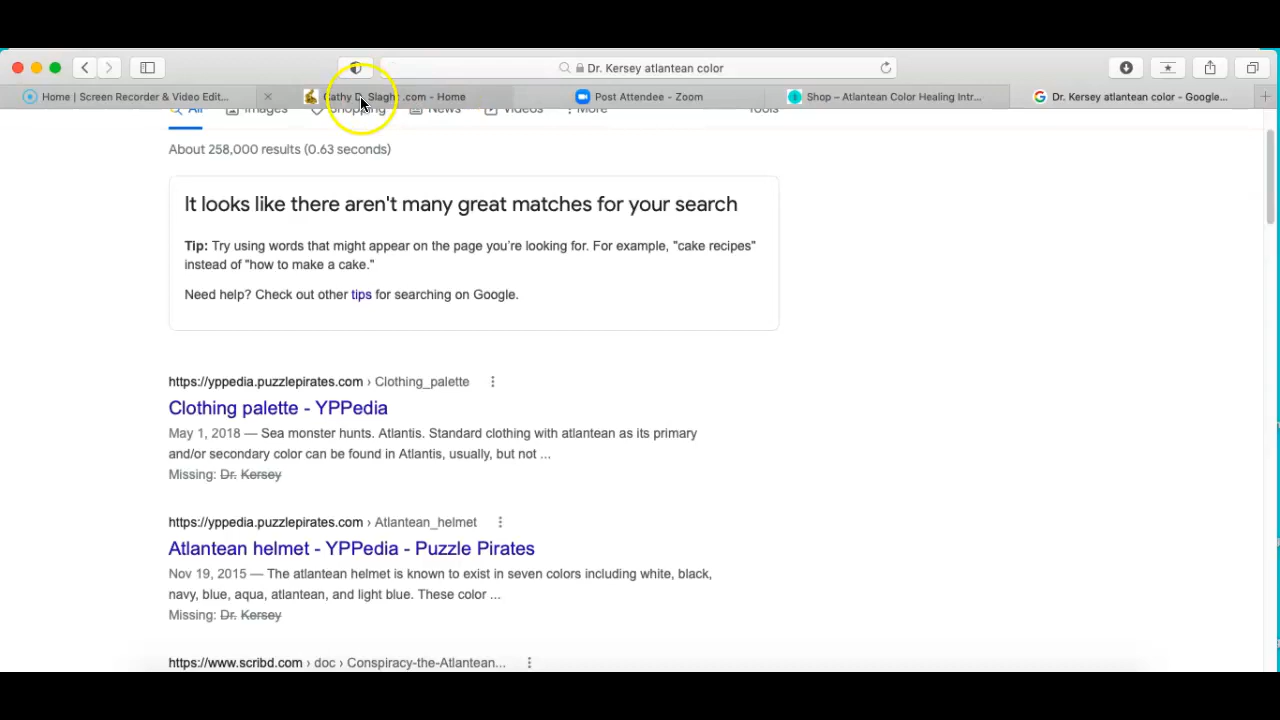 Dr. Kersey atlantean color
Home | Screen Recorder & Video Edit...
Cathy D. Slaght .com - Home
Post Attendee - Zoom
Shop – Atlantean Color Healing Intr...
Dr. Kersey atlantean color - Google...
All Images Shopping News Videos More Tools
About 258,000 results (0.63 seconds)
It looks like there aren't many great matches for your search
Tip: Try using words that might appear on the page you're looking for. For example, "cake recipes"
instead of "how to make a cake."
Need help? Check out other tips for searching on Google.
https://yppedia.puzzlepirates.com › Clothing_palette
Clothing palette - YPPedia
May 1, 2018 — Sea monster hunts. Atlantis. Standard clothing with atlantean as its primary
and/or secondary color can be found in Atlantis, usually, but not ...
Missing: Dr. Kersey
https://yppedia.puzzlepirates.com › Atlantean_helmet
Atlantean helmet - YPPedia - Puzzle Pirates
Nov 19, 2015 — The atlantean helmet is known to exist in seven colors including white, black,
navy, blue, aqua, atlantean, and light blue. These color ...
Missing: Dr. Kersey
https://www.scribd.com › doc › Conspiracy-the-Atlantean...